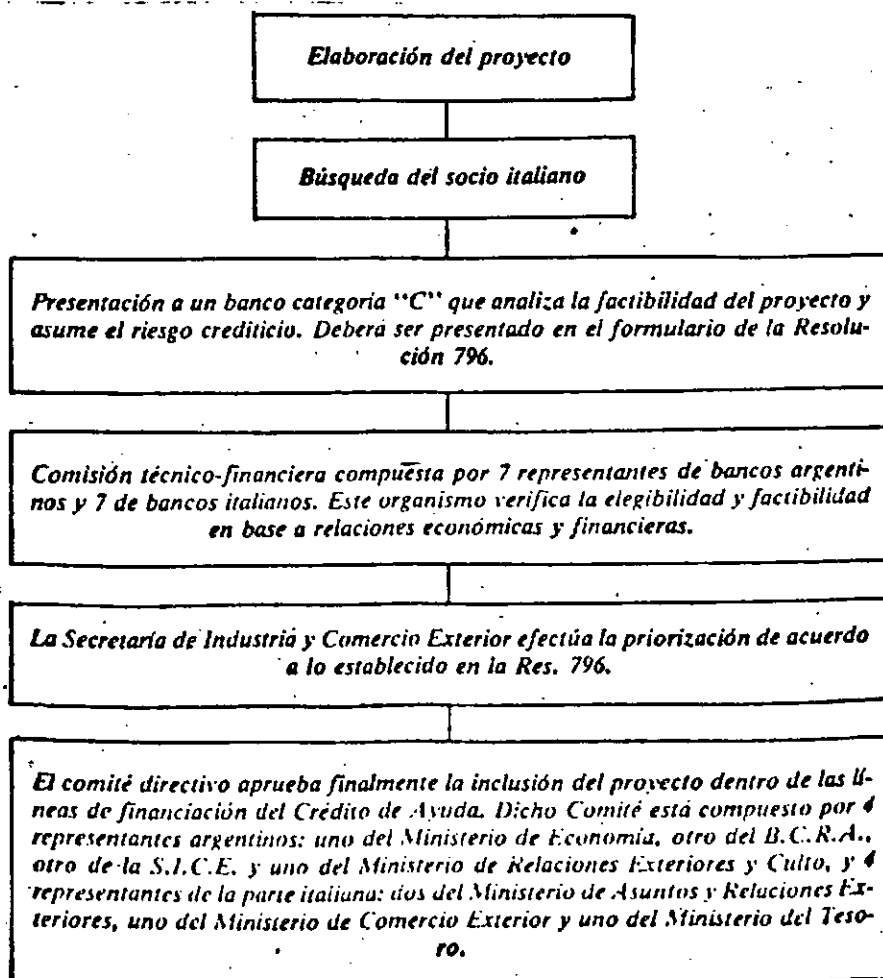 Elaboración del proyecto
Búsqueda del socio italiano
Presentación a un banco categoría "C" que analiza la factibilidad del proyecto y
asume el riesgo crediticio. Deberá ser presentado en el formulario de la Resolu-
ción 796.
Comisión técnico-financiera compuesta por 7 representantes de bancos argenti-
nos y 7 de bancos italianos. Este organismo verifica la elegibilidad y factibilidad
en base a relaciones económicas y financieras.
La Secretaría de Industria y Comercio Exterior efectúa la priorización de acuerdo
a lo establecido en la Res. 796.
El comité directivo aprueba finalmente la inclusión del proyecto dentro de las lí-
neas de financiación del Crédito de Ayuda. Dicho Comité está compuesto por 4
representantes argentinos: uno del Ministerio de Economía, otro del B.C.R.A.,
otro de la S.I.C.E. y uno del Ministerio de Relaciones Exteriores y Culto, y 4
representantes de la parte italiana: dos del Ministerio de Asuntos y Relaciones Ex-
teriores, uno del Ministerio de Comercio Exterior y uno del Ministerio del Teso-
ro.